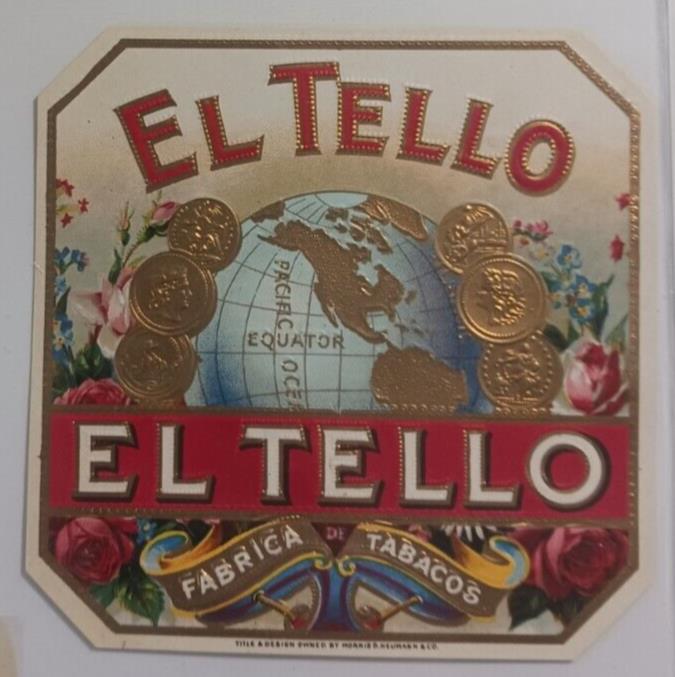 EL TELLO
PACIFIC OCEA
EQUATOR
EL TELLO
FABRICA DE TABACOS
TITLE & DESIGN OWNED BY MORRIS D. NEUMANN & CO.